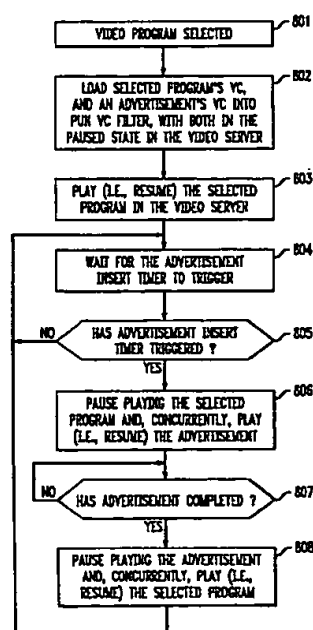 801
VIDEO PROGRAM SELECTED
802
LOAD SELECTED PROGRAM'S VC,
AND AN ADVERTISEMENT'S VC INTO
PUN VC FILTER, WITH BOTH IN THE
PAUSED STATE IN THE VIDEO SERVER
803
PLAY (I.E., RESUME) THE SELECTED
PROGRAM IN THE VIDEO SERVER
804
WAIT FOR THE ADVERTISEMENT
INSERT TIMER TO TRIGGER
NO
805
HAS ADVERTISEMENT INSERT
TIMER TRIGGERED ?
YES
806
PAUSE PLAYING THE SELECTED
PROGRAM AND, CONCURRENTLY, PLAY
(I.E., RESUME) THE ADVERTISEMENT
NO
807
HAS ADVERTISEMENT COMPLETED ?
YES
808
PAUSE PLAYING THE ADVERTISEMENT
AND, CONCURRENTLY, PLAY (I.E.,
RESUME) THE SELECTED PROGRAM